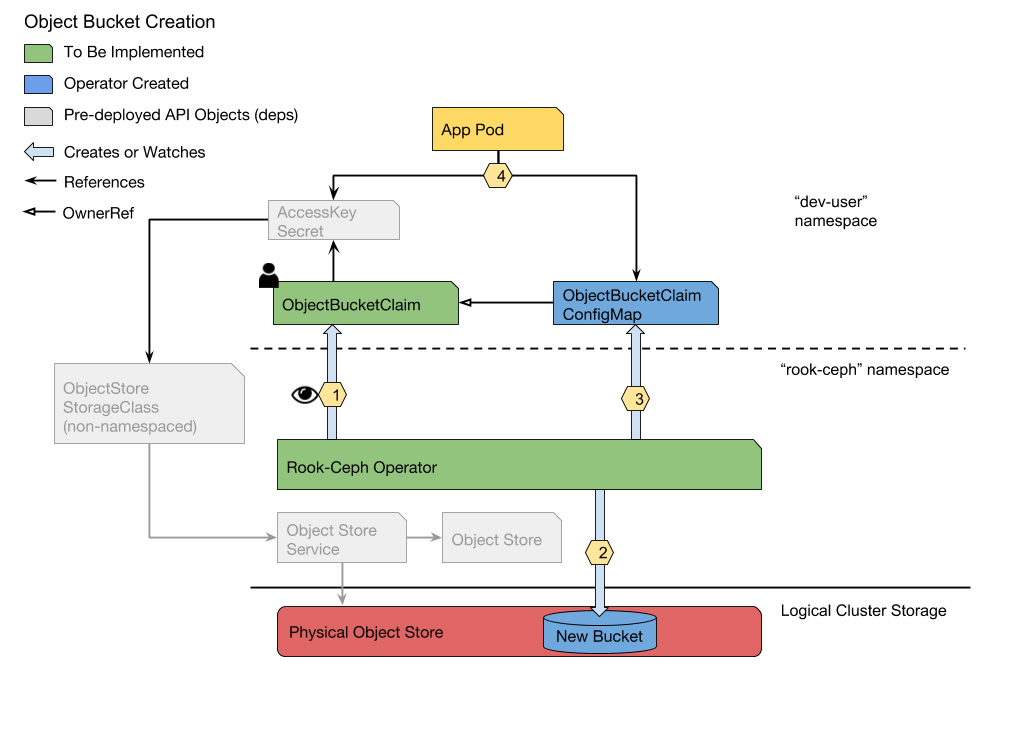 Object Bucket Creation
To Be Implemented
Operator Created
Pre-deployed API Objects (deps)
Creates or Watches
References
OwnerRef
App Pod
4
AccessKey
Secret
“dev-user”
namespace
ObjectBucketClaim
ObjectBucketClaim
ConfigMap
“rook-ceph” namespace
ObjectStore
StorageClass
(non-namespaced)
1
3
Rook-Ceph Operator
Object Store
Service
Object Store
2
Logical Cluster Storage
Physical Object Store
New Bucket